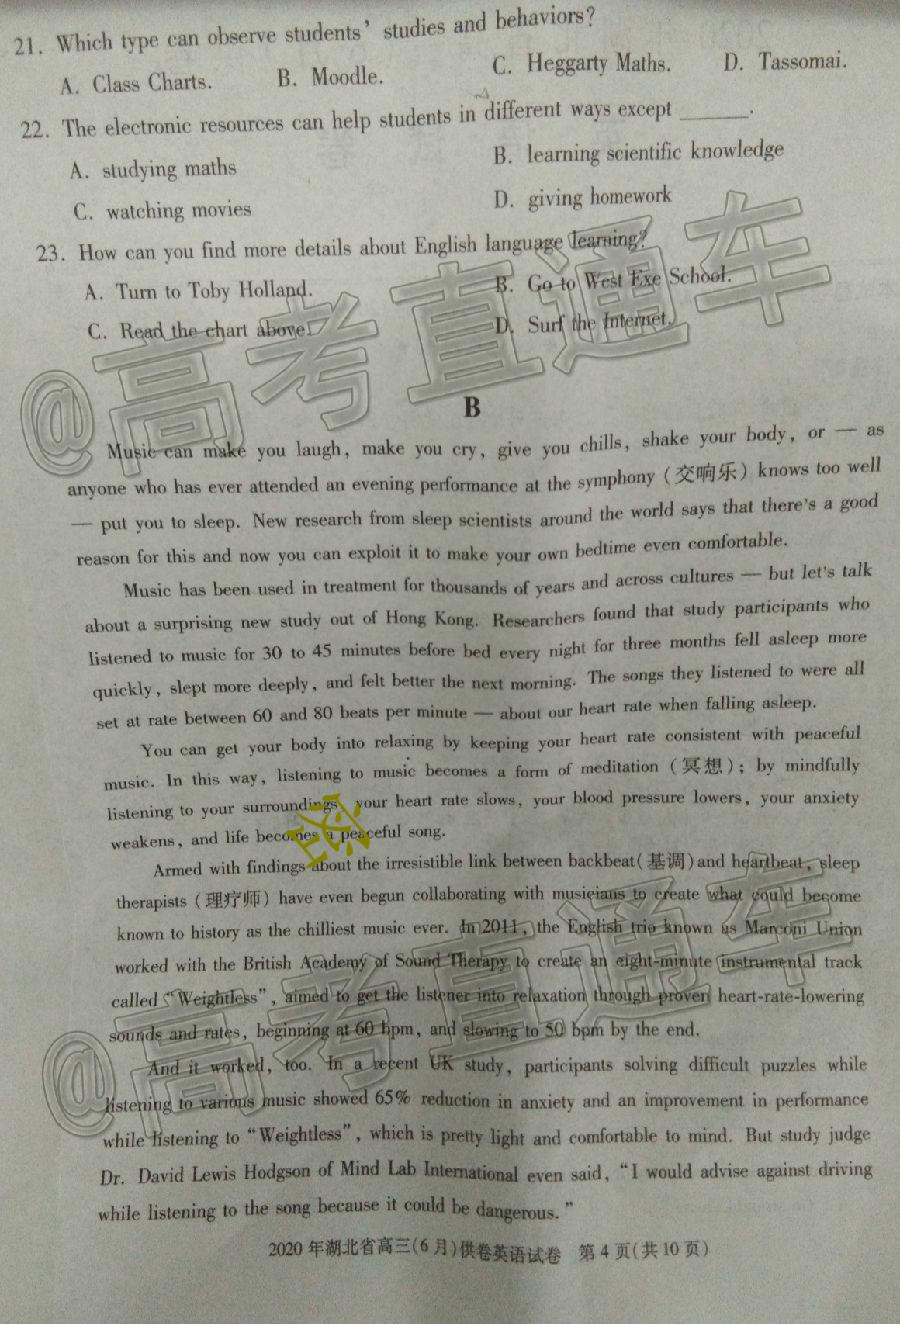 21. Which type can observe students' studies and behaviors?
A. Class Charts. B. Moodle. C. Heggarty Maths. D. Tassomai.
22. The electronic resources can help students in different ways except ______.
A. studying maths B. learning scientific knowledge
C. watching movies D. giving homework
23. How can you find more details about English language learning?
A. Turn to Toby Holland. B. Go to West Exe School.
C. Read the chart above. D. Surf the Internet.
@高考直通车
B
Music can make you laugh, make you cry, give you chills, shake your body, or — as
anyone who has ever attended an evening performance at the symphony (交响乐) knows too well
— put you to sleep. New research from sleep scientists around the world says that there's a good
reason for this and now you can exploit it to make your own bedtime even comfortable.
Music has been used in treatment for thousands of years and across cultures — but let's talk
about a surprising new study out of Hong Kong. Researchers found that study participants who
listened to music for 30 to 45 minutes before bed every night for three months fell asleep more
quickly, slept more deeply, and felt better the next morning. The songs they listened to were all
set at rate between 60 and 80 beats per minute — about our heart rate when falling asleep.
You can get your body into relaxing by keeping your heart rate consistent with peaceful
music. In this way, listening to music becomes a form of meditation (冥想); by mindfully
listening to your surroundings, your heart rate slows, your blood pressure lowers, your anxiety
weakens, and life becomes a peaceful song.
Armed with findings about the irresistible link between backbeat(基调)and heartbeat, sleep
therapists (理疗师) have even begun collaborating with musicians to create what could become
known to history as the chilliest music ever. In 2011, the English trio known as Marconi Union
worked with the British Academy of Sound Therapy to create an eight-minute instrumental track
called "Weightless", aimed to get the listener into relaxation through proven heart-rate-lowering
sounds and rates, beginning at 60 bpm, and slowing to 50 bpm by the end.
@高考直通车
And it worked, too. In a recent UK study, participants solving difficult puzzles while
listening to various music showed 65% reduction in anxiety and an improvement in performance
while listening to "Weightless", which is pretty light and comfortable to mind. But study judge
Dr. David Lewis Hodgson of Mind Lab International even said, "I would advise against driving
while listening to the song because it could be dangerous."
2020年湖北省高三(6月)供卷英语试卷 第4页(共10页)